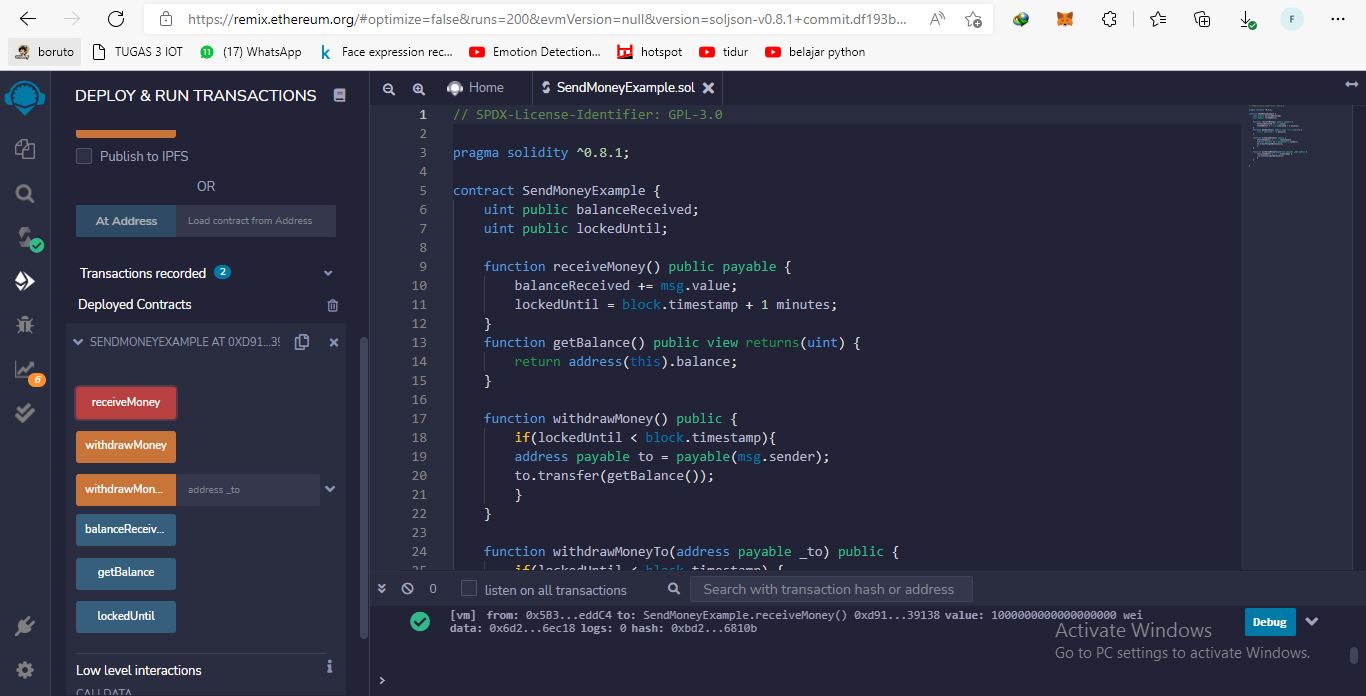 https://remix.ethereum.org/#optimize=false&runs=200&evmVersion=null&version=soljson-v0.8.1+commit.df193b...
F
boruto
TUGAS 3 IOT
11
(17) WhatsApp
Face expression rec...
Emotion Detection...
hotspot
tidur
belajar python
DEPLOY & RUN TRANSACTIONS
Publish to IPFS
OR
At Address
Load contract from Address
Transactions recorded 2
Deployed Contracts
SENDMONEYEXAMPLE AT 0XD91...39
receiveMoney
withdrawMoney
withdrawMon...
address _to
balanceReceiv...
getBalance
lockedUntil
Low level interactions
CALLDATA
6
Home
SendMoneyExample.sol
1 // SPDX-License-Identifier: GPL-3.0
2
3 pragma solidity ^0.8.1;
4
5 contract SendMoneyExample {
6 uint public balanceReceived;
7 uint public lockedUntil;
8
9 function receiveMoney() public payable {
10 balanceReceived += msg.value;
11 lockedUntil = block.timestamp + 1 minutes;
12 }
13 function getBalance() public view returns(uint) {
14 return address(this).balance;
15 }
16
17 function withdrawMoney() public {
18 if(lockedUntil < block.timestamp){
19 address payable to = payable(msg.sender);
20 to.transfer(getBalance());
21 }
22 }
23
24 function withdrawMoneyTo(address payable _to) public {
25 if(lockedUntil < block.timestamp) {
0
listen on all transactions
Search with transaction hash or address
[vm] from: 0x5B3...eddC4 to: SendMoneyExample.receiveMoney() 0xd91...39138 value: 1000000000000000000 wei
data: 0x6d2...6ec18 logs: 0 hash: 0xbd2...6810b
Debug
Activate Windows
Go to PC settings to activate Windows.
>